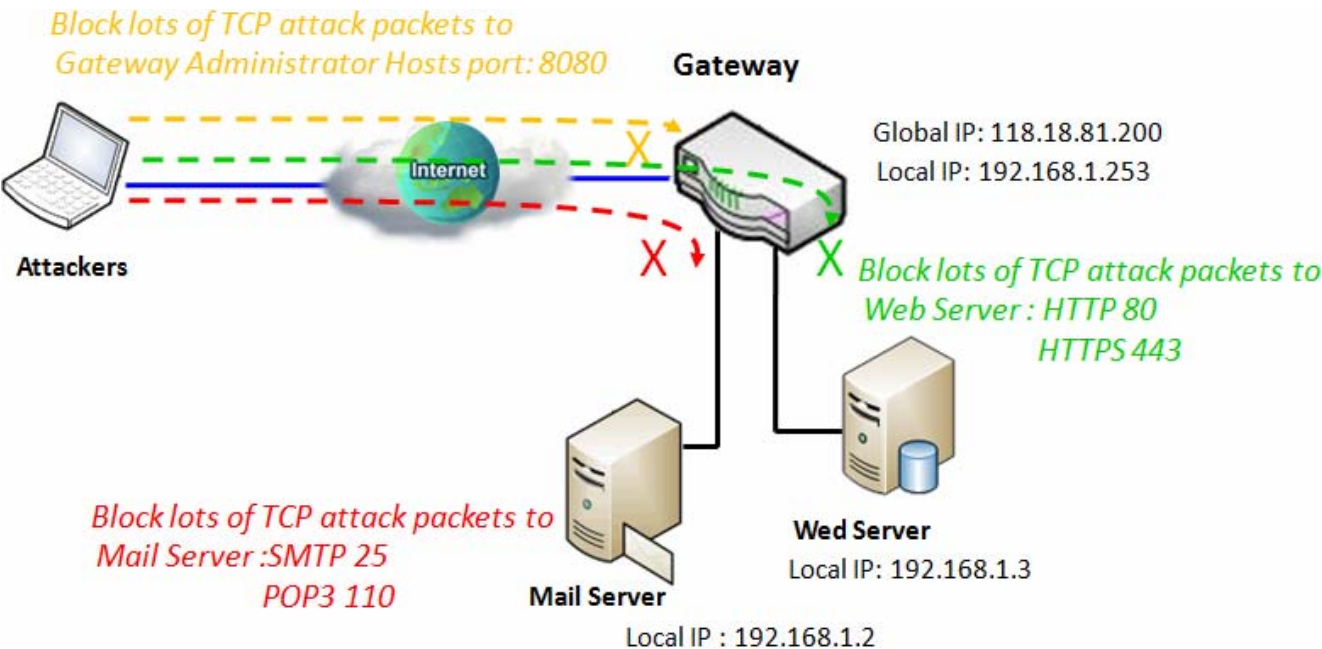 Block lots of TCP attack packets to
Gateway Administrator Hosts port: 8080
Gateway
Global IP: 118.18.81.200
Local IP: 192.168.1.253
Internet
Attackers
X
X
X
Block lots of TCP attack packets to
Web Server : HTTP 80
HTTPS 443
Block lots of TCP attack packets to
Mail Server :SMTP 25
POP3 110
Wed Server
Local IP: 192.168.1.3
Mail Server
Local IP : 192.168.1.2